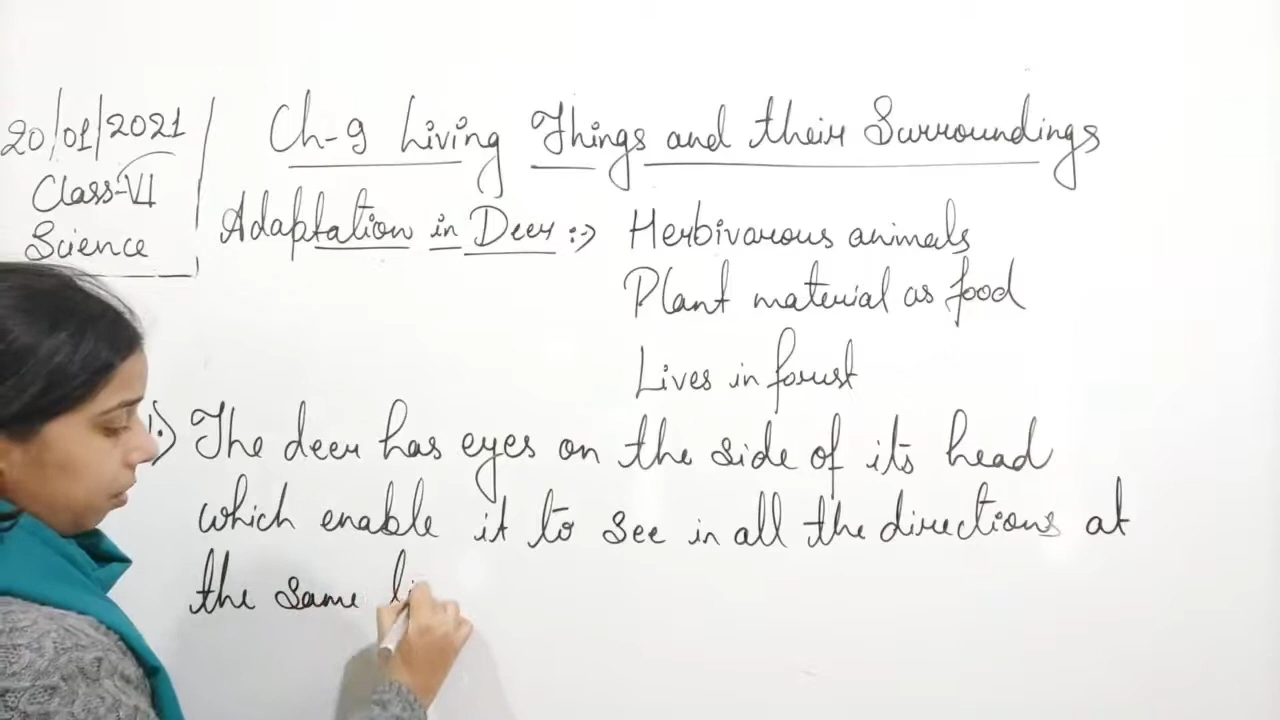 20/01/2021
Class-VI
Science
Ch-9 Living Things and their Surroundings
Adaptation in Deer :→ Herbivarous animals
Plant material as food
Lives in forust
1.) The deer has eyes on the side of its head
which enable it to see in all the directions at
the same